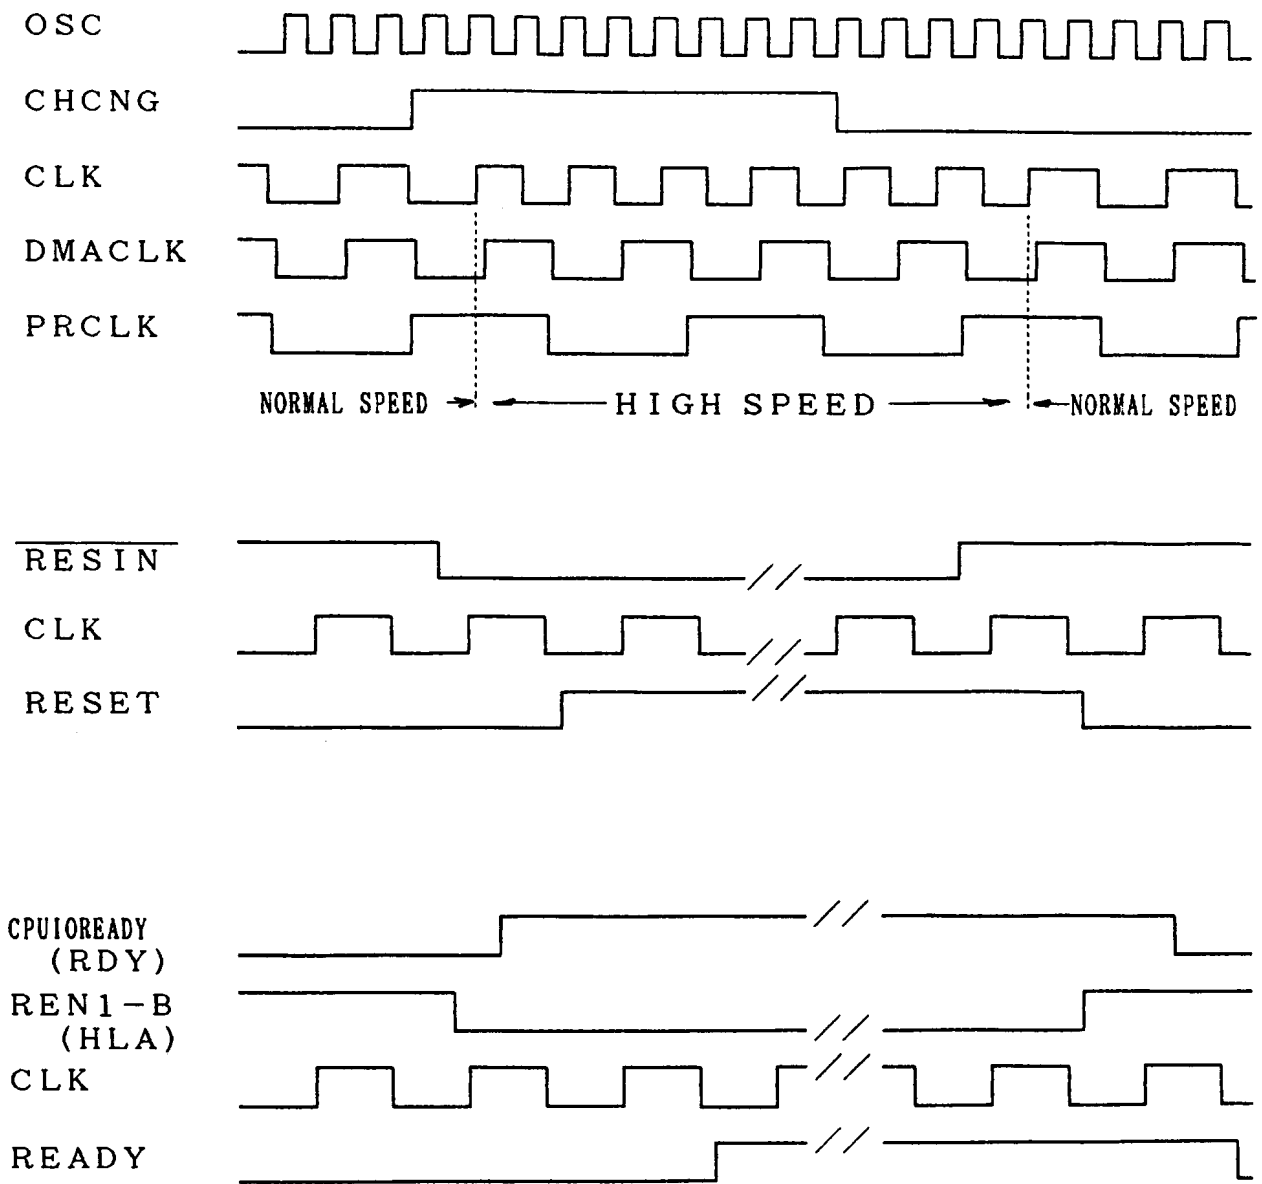 OSC
CHCNG
CLK
DMACLK
PRCLK
NORMAL SPEED HIGH SPEED NORMAL SPEED
RESIN
CLK
RESET
CPUIOREADY
(RDY)
REN1-B
(HLA)
CLK
READY